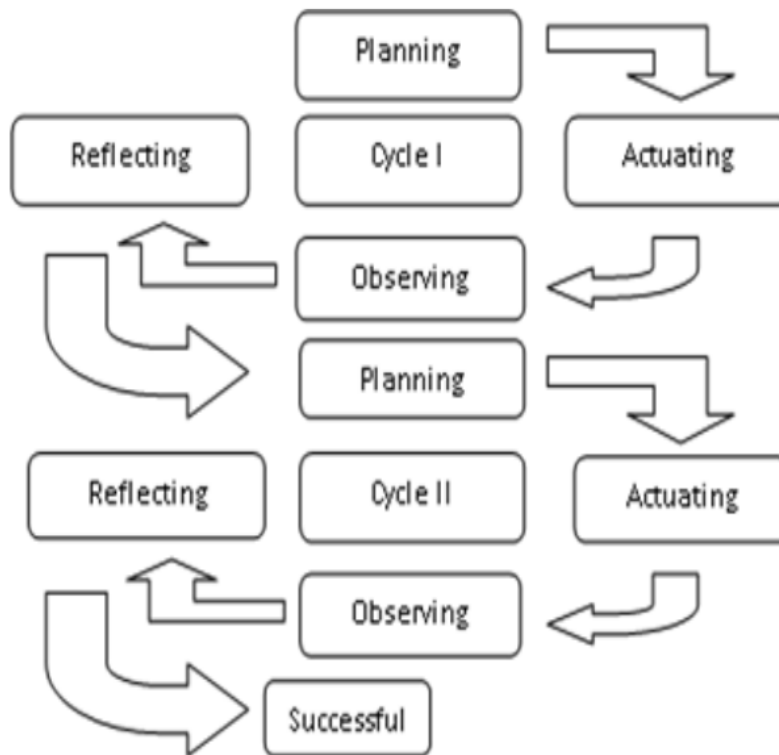 Planning
Reflecting
Cycle I
Actuating
Observing
Planning
Reflecting
Cycle II
Actuating
Observing
Successful